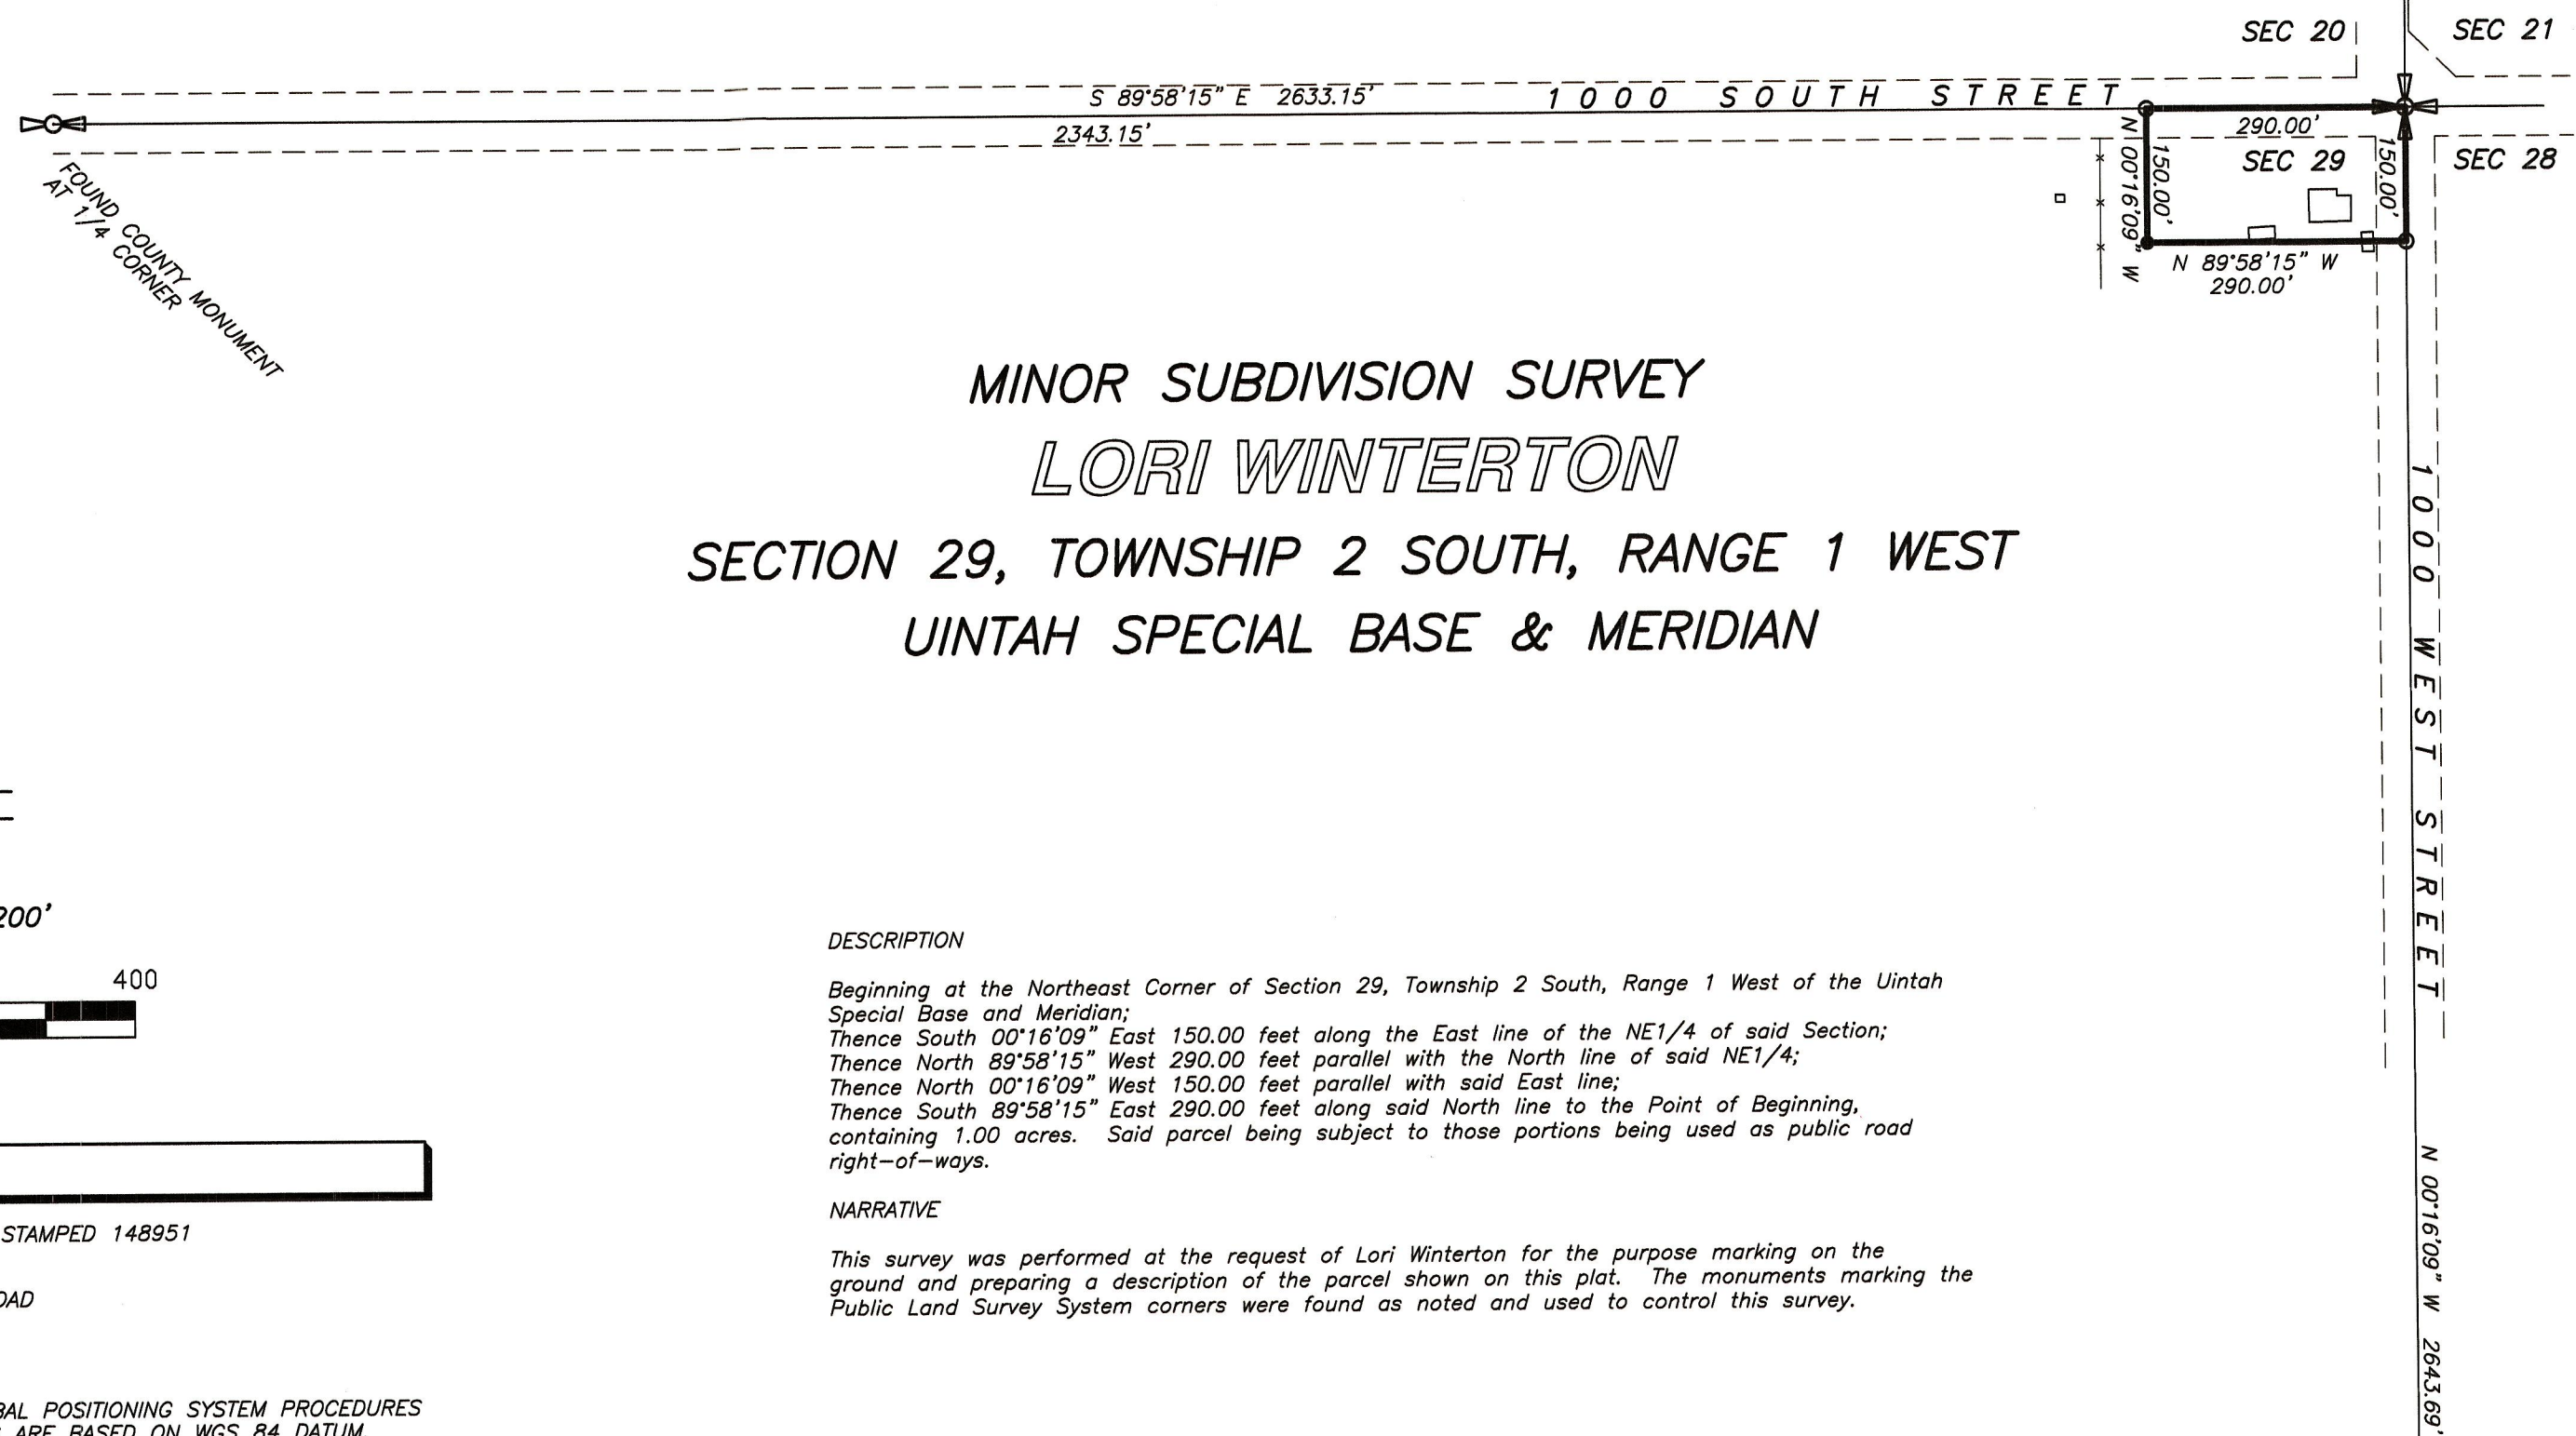 SEC 20
SEC 21
S 89°58'15" E 2633.15'
1000 SOUTH STREET
2343.15'
290.00'
SEC 29
SEC 28
N 00°16'09" W
150.00'
150.00'
N 89°58'15" W
290.00'
FOUND COUNTY MONUMENT
AT 1/4 CORNER
MINOR SUBDIVISION SURVEY
LORI WINTERTON
SECTION 29, TOWNSHIP 2 SOUTH, RANGE 1 WEST
UINTAH SPECIAL BASE & MERIDIAN
1000 WEST STREET
200'
400
DESCRIPTION
Beginning at the Northeast Corner of Section 29, Township 2 South, Range 1 West of the Uintah
Special Base and Meridian;
Thence South 00°16'09" East 150.00 feet along the East line of the NE1/4 of said Section;
Thence North 89°58'15" West 290.00 feet parallel with the North line of said NE1/4;
Thence North 00°16'09" West 150.00 feet parallel with said East line;
Thence South 89°58'15" East 290.00 feet along said North line to the Point of Beginning,
containing 1.00 acres. Said parcel being subject to those portions being used as public road
right-of-ways.
STAMPED 148951
NARRATIVE
This survey was performed at the request of Lori Winterton for the purpose marking on the
ground and preparing a description of the parcel shown on this plat. The monuments marking the
Public Land Survey System corners were found as noted and used to control this survey.
N 00°16'09" W 2643.69'
POSITIONING SYSTEM PROCEDURES
ARE BASED ON WGS 84 DATUM.